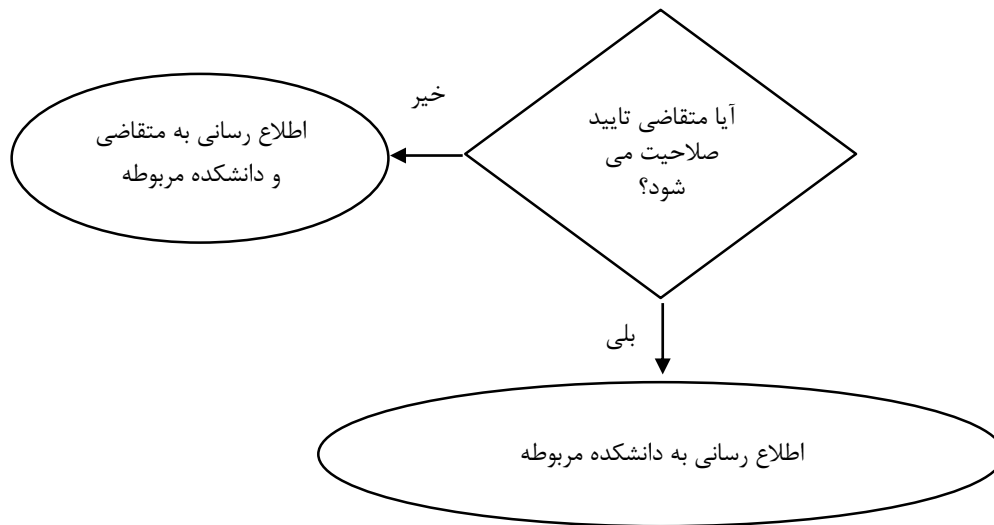 آیا متقاضی تایید
صلاحیت می
شود؟
خیر
اطلاع رسانی به متقاضی
و دانشکده مربوطه
بلی
اطلاع رسانی به دانشکده مربوطه